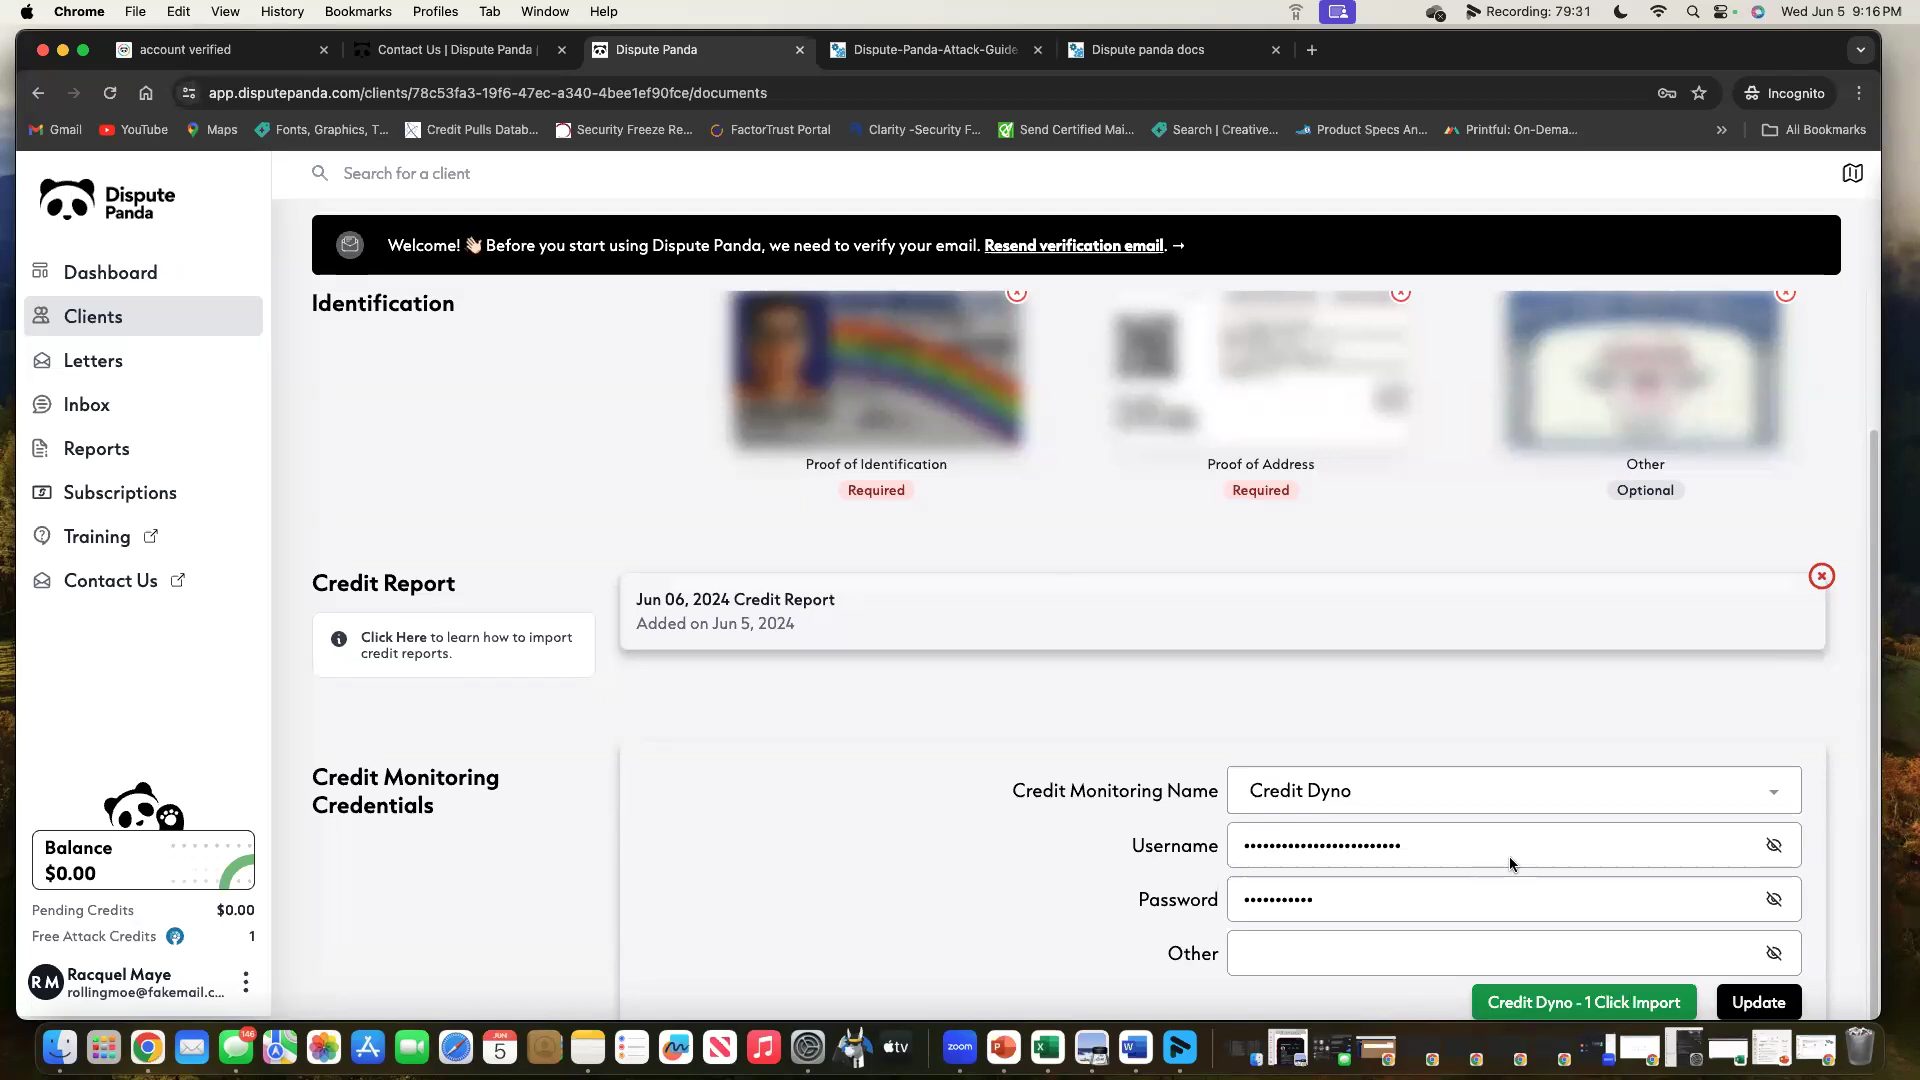 Chrome File Edit View History Bookmarks Profiles Tab Window Help Recording: 79:31 Wed Jun 5 9:16 PM
account verified Contact Us | Dispute Panda | Dispute Panda Dispute-Panda-Attack-Guide Dispute panda docs
app.disputepanda.com/clients/78c53fa3-19f6-47ec-a340-4bee1ef90fce/documents Incognito
Gmail YouTube Maps Fonts, Graphics, T... Credit Pulls Datab... Security Freeze Re... FactorTrust Portal Clarity -Security F... Send Certified Mai... Search | Creative... Product Specs An... Printful: On-Dema... » All Bookmarks
Dispute
Panda
Search for a client
Welcome! 👋🏻 Before you start using Dispute Panda, we need to verify your email. Resend verification email. →
Dashboard
Clients
Letters
Inbox
Reports
Subscriptions
Training
Contact Us
Balance
$0.00
Pending Credits $0.00
Free Attack Credits 1
RM
Racquel Maye
rollingmoe@fakemail.c...
Identification
Proof of Identification
Required
Proof of Address
Required
Other
Optional
Credit Report
Click Here to learn how to import
credit reports.
Jun 06, 2024 Credit Report
Added on Jun 5, 2024
Credit Monitoring
Credentials
Credit Monitoring Name Credit Dyno
Username •••••••••••••••••••••••••
Password •••••••••••
Other
Credit Dyno - 1 Click Import Update
146
JUN
5
tv
zoom